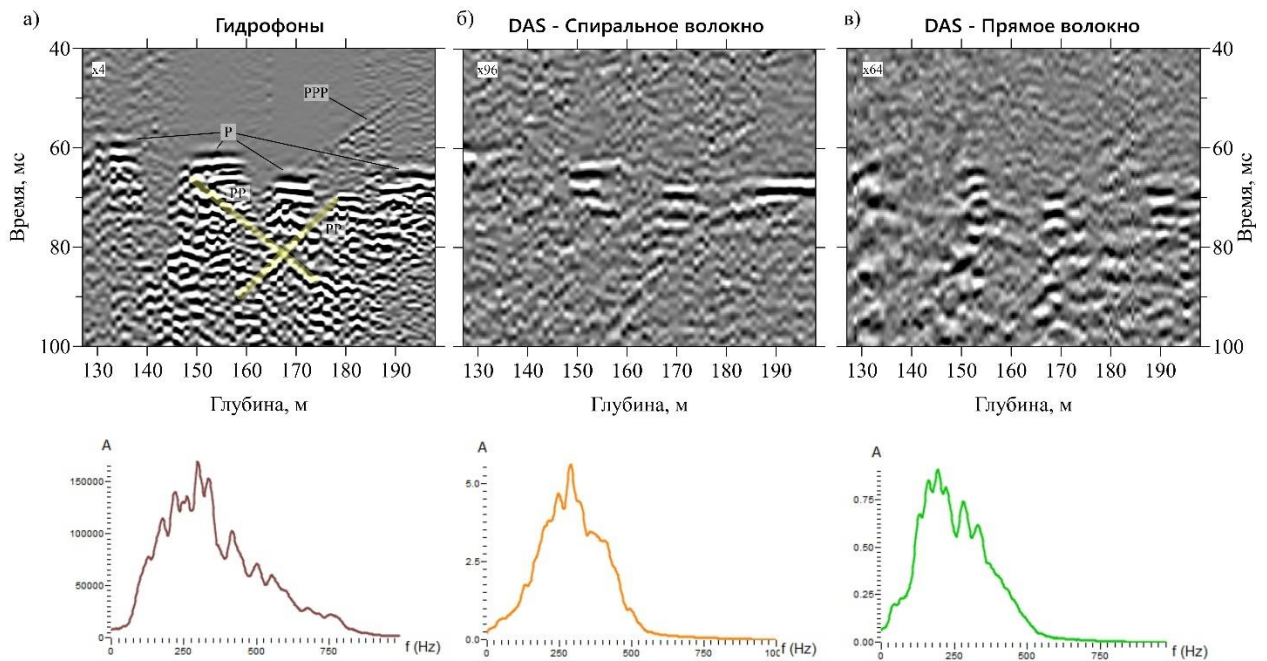 а) Гидрофоны
б) DAS - Спиральное волокно
в) DAS - Прямое волокно
40
60
80
100
Время, мс
x4
PPP
P
PP
PP
130 140 150 160 170 180 190
Глубина, м
x96
130 140 150 160 170 180 190
Глубина, м
x64
40
60
80
100
Время, мс
130 140 150 160 170 180 190
Глубина, м
A
150000
100000
50000
0
0 250 500 750 f (Hz)
A
5.0
2.5
0.0
0 250 500 750 100 f (Hz)
A
0.75
0.50
0.25
0.00
0 250 500 750 f (Hz)